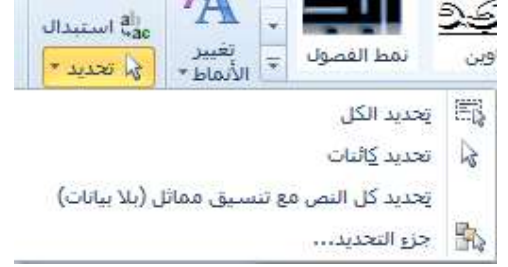 استبدال
تغيير الأنماط
نمط الفصول
اوين
تحديد
تحديد الكل
تحديد كائنات
تحديد كل النص مع تنسيق مماثل (بلا بيانات)
جزء التحديد...